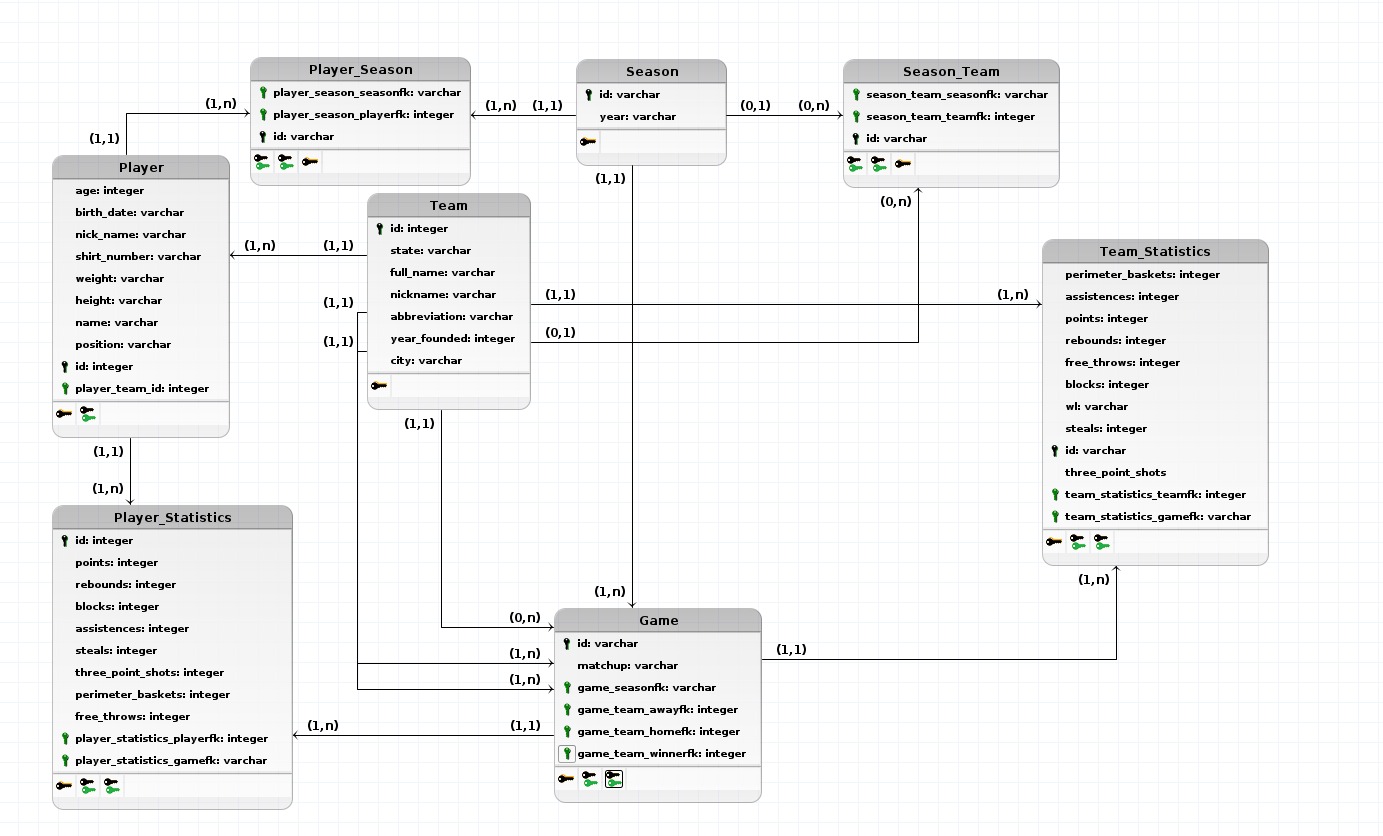 Player_Season
player_season_seasonfk: varchar
player_season_playerfk: integer
id: varchar
(1,n)
(1,1)
(1,n)
(1,1)
Season
id: varchar
year: varchar
(0,1)
(0,n)
(1,1)
Season_Team
season_team_seasonfk: varchar
season_team_teamfk: integer
id: varchar
(0,n)
Player
age: integer
birth_date: varchar
nick_name: varchar
shirt_number: varchar
weight: varchar
height: varchar
name: varchar
position: varchar
id: integer
player_team_id: integer
(1,n)
(1,1)
(1,1)
(1,1)
Team
id: integer
state: varchar
full_name: varchar
nickname: varchar
abbreviation: varchar
year_founded: integer
city: varchar
(1,1)
(1,n)
(0,1)
(1,1)
Team_Statistics
perimeter_baskets: integer
assistences: integer
points: integer
rebounds: integer
free_throws: integer
blocks: integer
wl: varchar
steals: integer
id: varchar
three_point_shots
team_statistics_teamfk: integer
team_statistics_gamefk: varchar
(1,n)
(1,1)
(1,n)
Player_Statistics
id: integer
points: integer
rebounds: integer
blocks: integer
assistences: integer
steals: integer
three_point_shots: integer
perimeter_baskets: integer
free_throws: integer
player_statistics_playerfk: integer
player_statistics_gamefk: varchar
(1,n)
(0,n)
(1,n)
(1,n)
(1,n)
(1,1)
Game
id: varchar
matchup: varchar
game_seasonfk: varchar
game_team_awayfk: integer
game_team_homefk: integer
game_team_winnerfk: integer
(1,1)